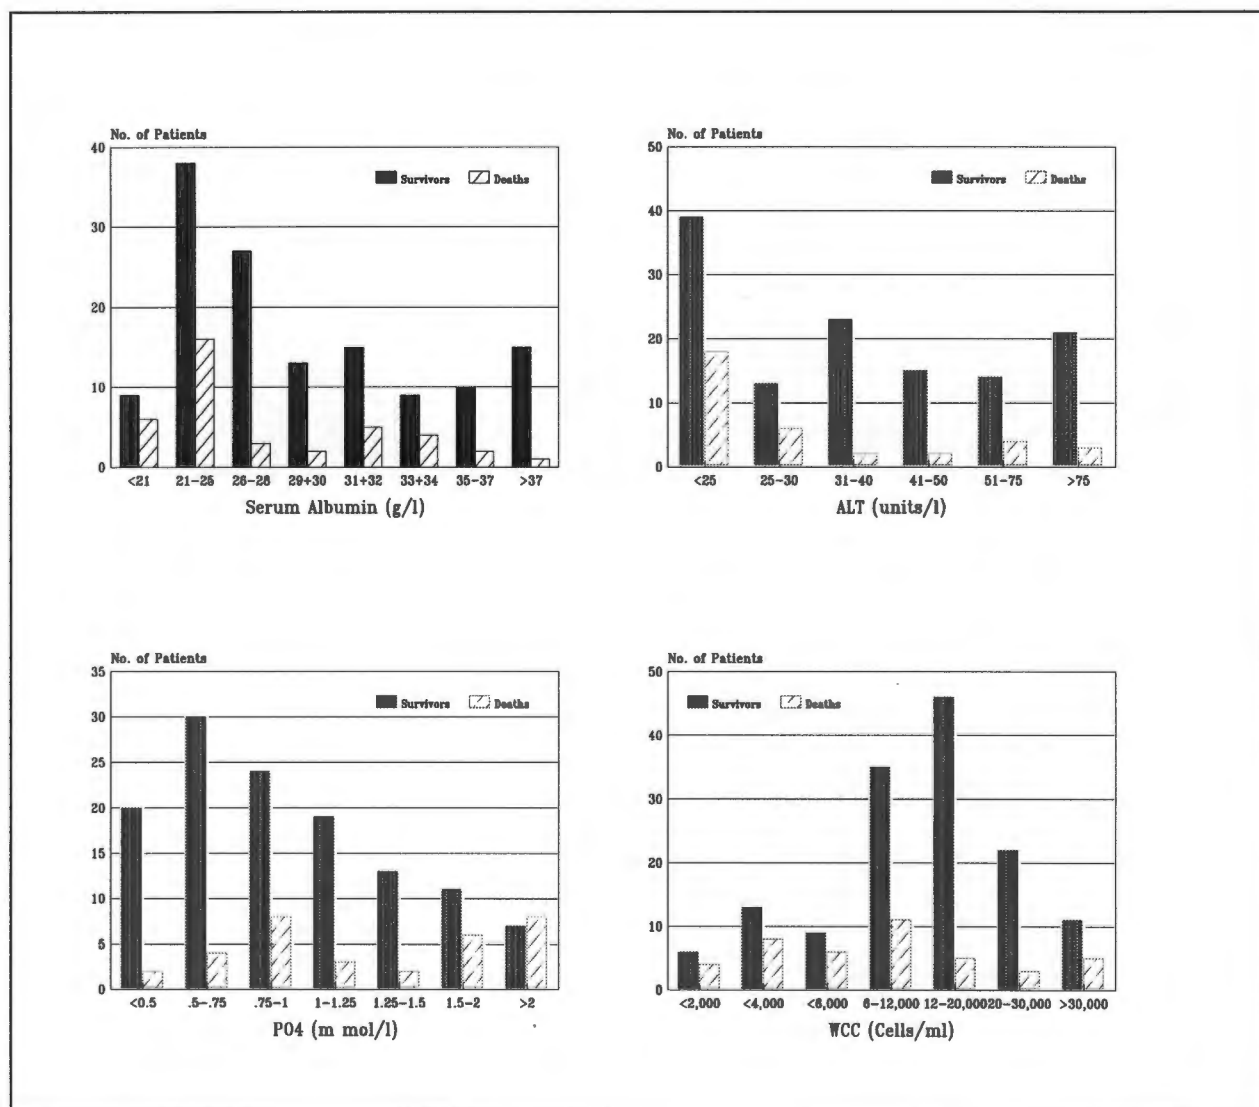 No. of Patients
40
30
20
10
0
Survivors Deaths
<21 21-25 26-28 29+30 31+32 33+34 35-37 >37
Serum Albumin (g/l)
No. of Patients
50
40
30
20
10
0
Survivors Deaths
<25 25-30 31-40 41-50 51-75 >75
ALT (units/l)
No. of Patients
35
30
25
20
15
10
5
0
Survivors Deaths
<0.5 .5-.75 .75-1 1-1.25 1.25-1.5 1.5-2 >2
PO4 (m mol/l)
No. of Patients
50
40
30
20
10
0
Survivors Deaths
<2,000 <4,000 <6,000 6-12,000 12-20,000 20-30,000 >30,000
WCC (Cells/ml)